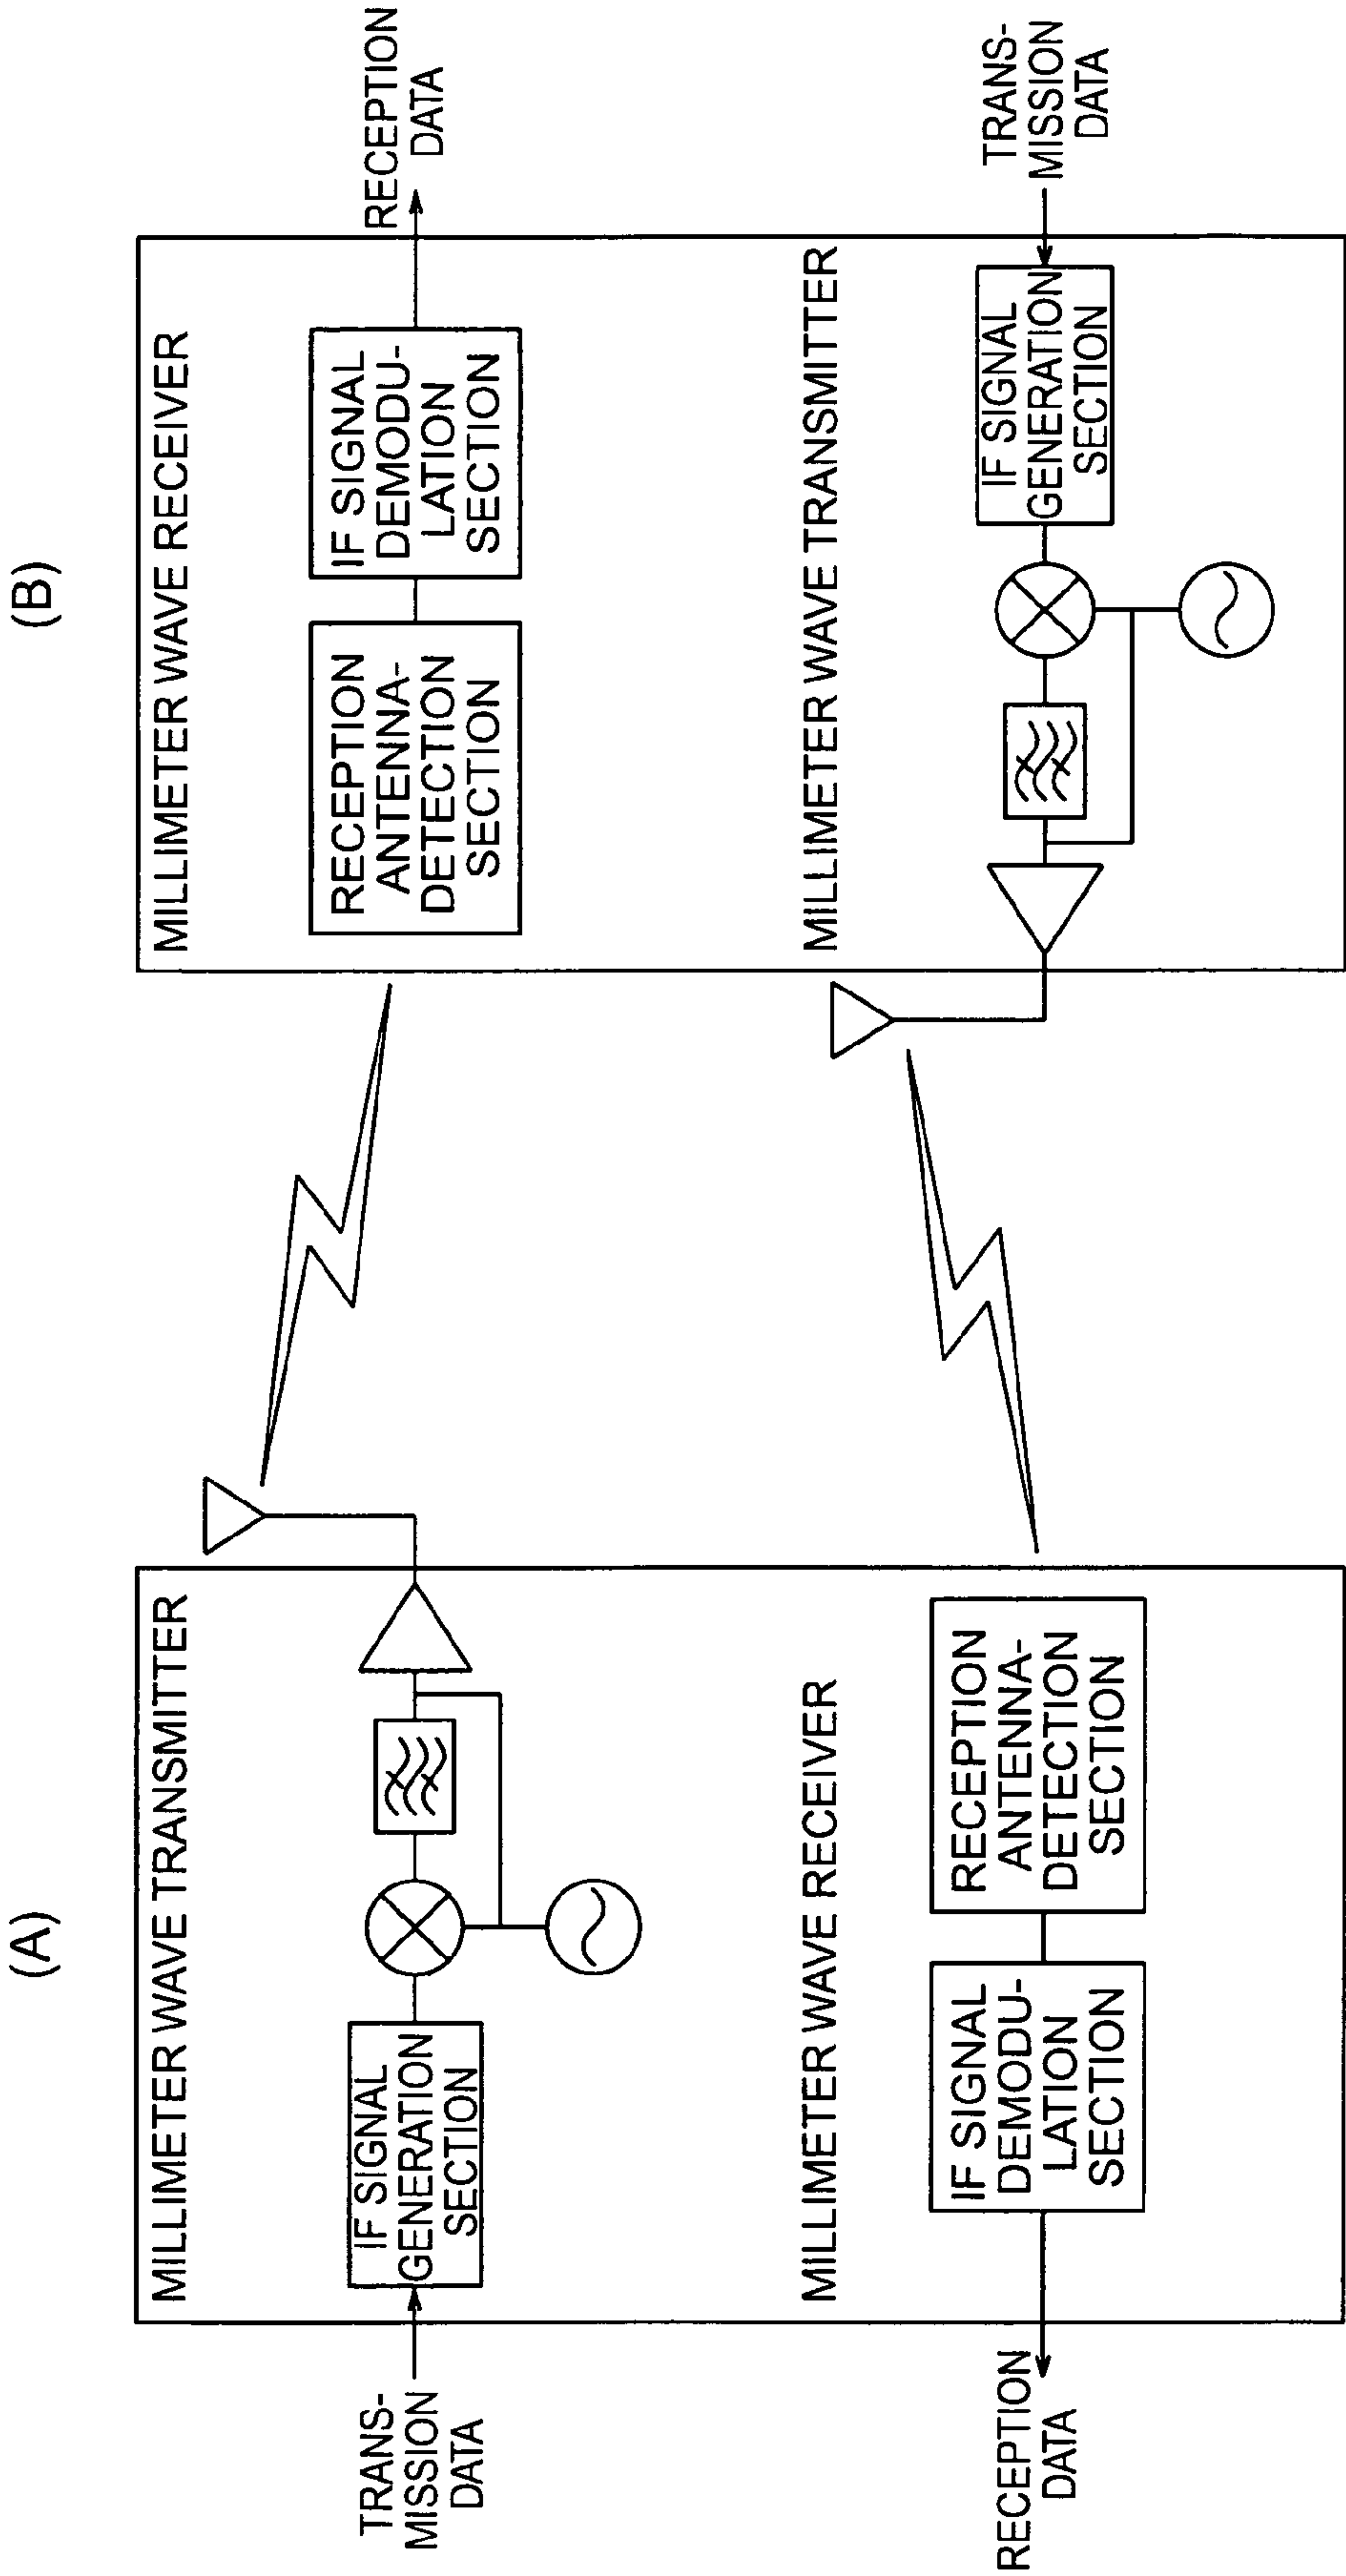 (A)
MILLIMETER WAVE TRANSMITTER
TRANS-
MISSION
DATA
IF SIGNAL
GENERATION
SECTION
MILLIMETER WAVE RECEIVER
RECEPTION
DATA
IF SIGNAL
DEMODU-
LATION
SECTION
RECEPTION
ANTENNA-
DETECTION
SECTION
(B)
MILLIMETER WAVE RECEIVER
RECEPTION
ANTENNA-
DETECTION
SECTION
IF SIGNAL
DEMODU-
LATION
SECTION
RECEPTION
DATA
MILLIMETER WAVE TRANSMITTER
IF SIGNAL
GENERATION
SECTION
TRANS-
MISSION
DATA